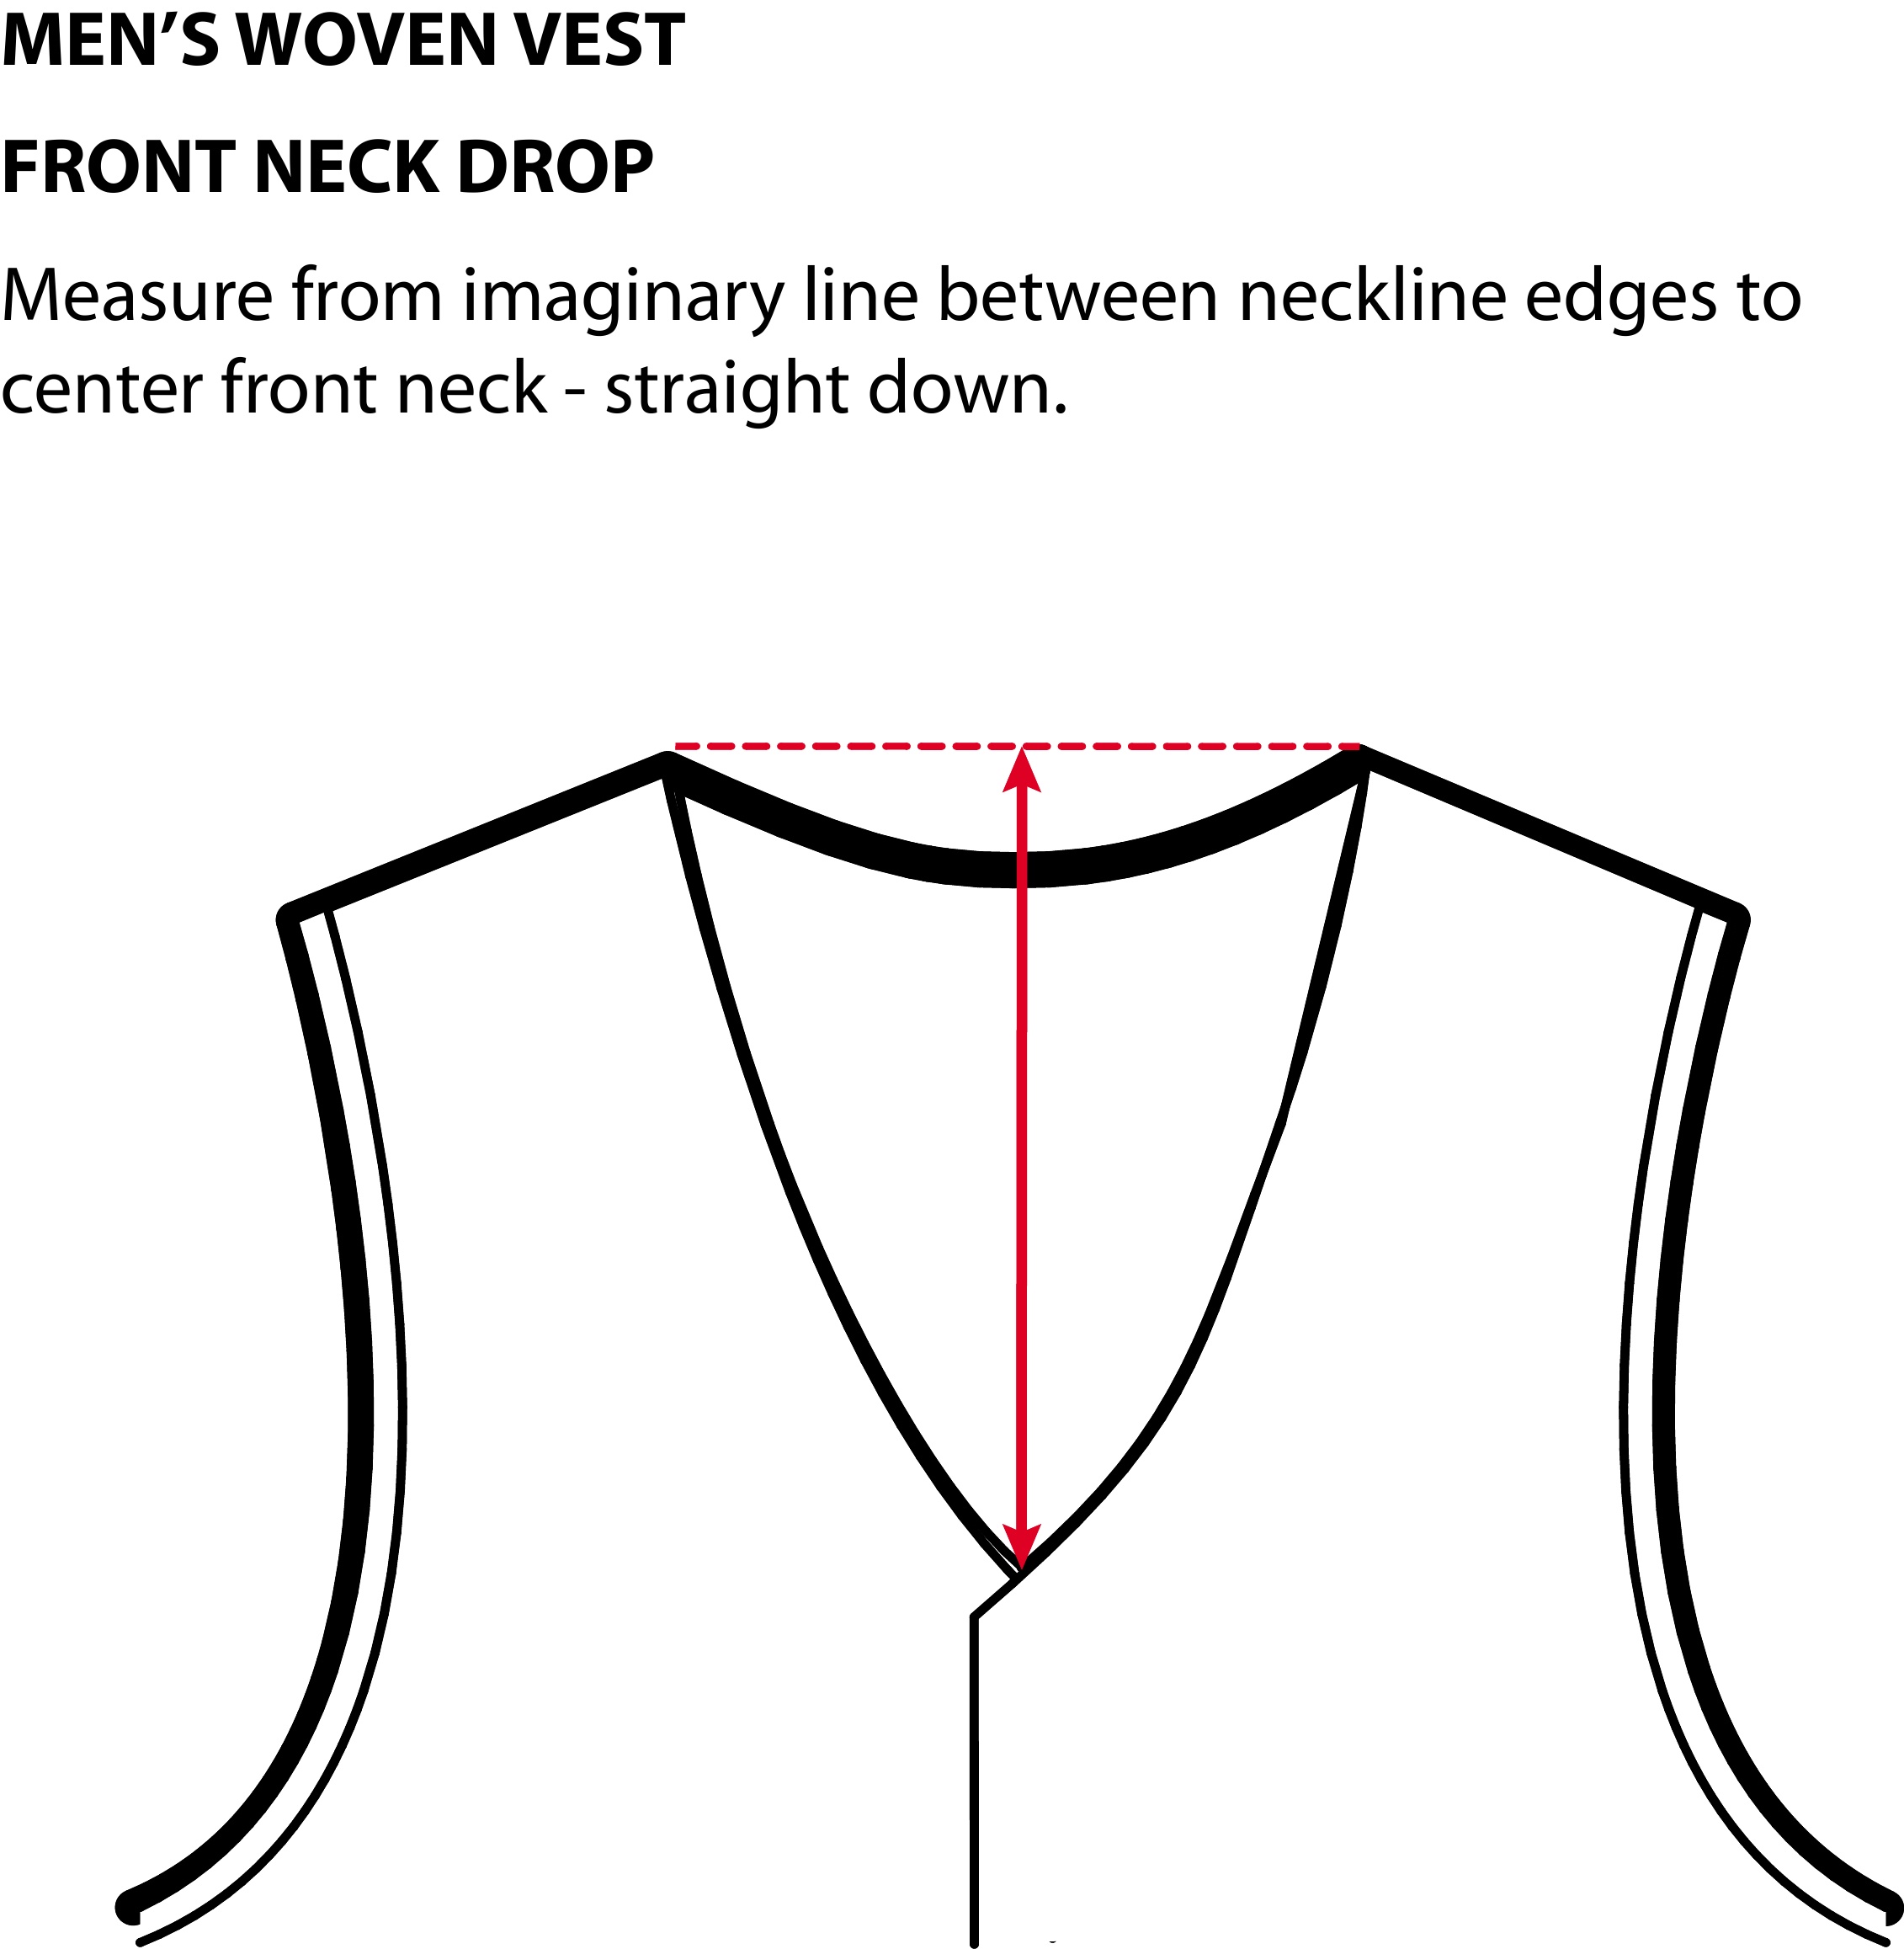 MEN’S WOVEN VEST
FRONT NECK DROP
Measure from imaginary line between neckline edges to
center front neck - straight down.